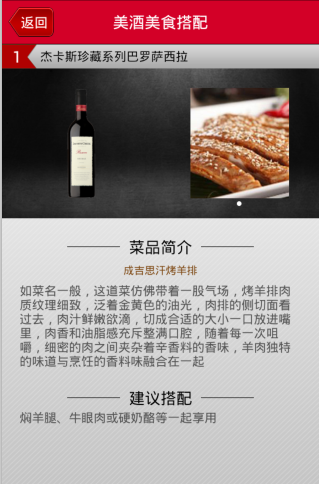 返回
美酒美食搭配
1 杰卡斯珍藏系列巴罗萨西拉
菜品简介
成吉思汗烤羊排
如菜名一般，这道菜仿佛带着一股气场，烤羊排肉
质纹理细致，泛着金黄色的油光，肉排的侧切面看
过去，肉汁鲜嫩欲滴，切成合适的大小一口放进嘴
里，肉香和油脂感充斥整满口腔，随着每一次咀
嚼，细密的肉之间夹杂着辛香料的香味，羊肉独特
的味道与烹饪的香料味融合在一起
建议搭配
焖羊腿、牛眼肉或硬奶酪等一起享用